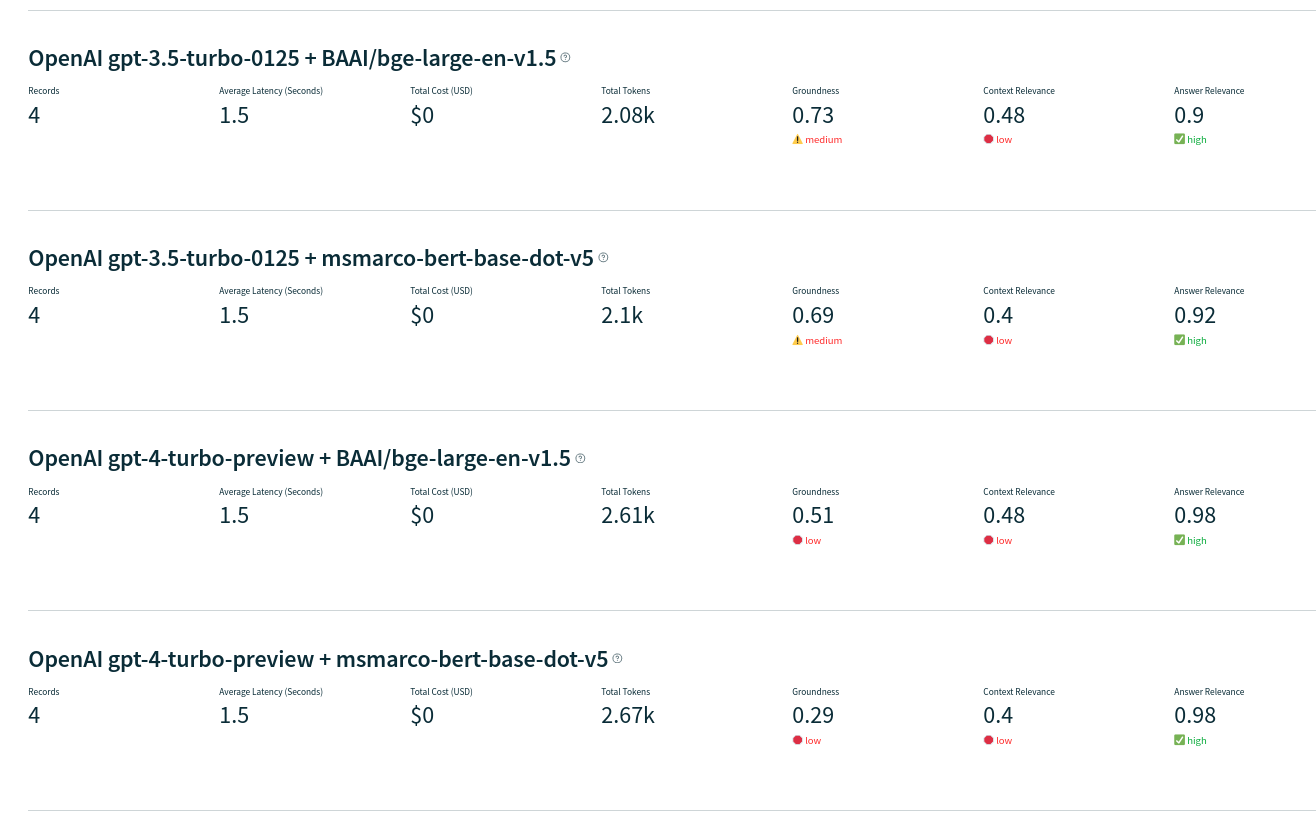 OpenAI gpt-3.5-turbo-0125 + BAAI/bge-large-en-v1.5
Records Average Latency (Seconds) Total Cost (USD) Total Tokens Groundness Context Relevance Answer Relevance
4 1.5 $0 2.08k 0.73 0.48 0.9
medium low high
OpenAI gpt-3.5-turbo-0125 + msmarco-bert-base-dot-v5
Records Average Latency (Seconds) Total Cost (USD) Total Tokens Groundness Context Relevance Answer Relevance
4 1.5 $0 2.1k 0.69 0.4 0.92
medium low high
OpenAI gpt-4-turbo-preview + BAAI/bge-large-en-v1.5
Records Average Latency (Seconds) Total Cost (USD) Total Tokens Groundness Context Relevance Answer Relevance
4 1.5 $0 2.61k 0.51 0.48 0.98
low low high
OpenAI gpt-4-turbo-preview + msmarco-bert-base-dot-v5
Records Average Latency (Seconds) Total Cost (USD) Total Tokens Groundness Context Relevance Answer Relevance
4 1.5 $0 2.67k 0.29 0.4 0.98
low low high